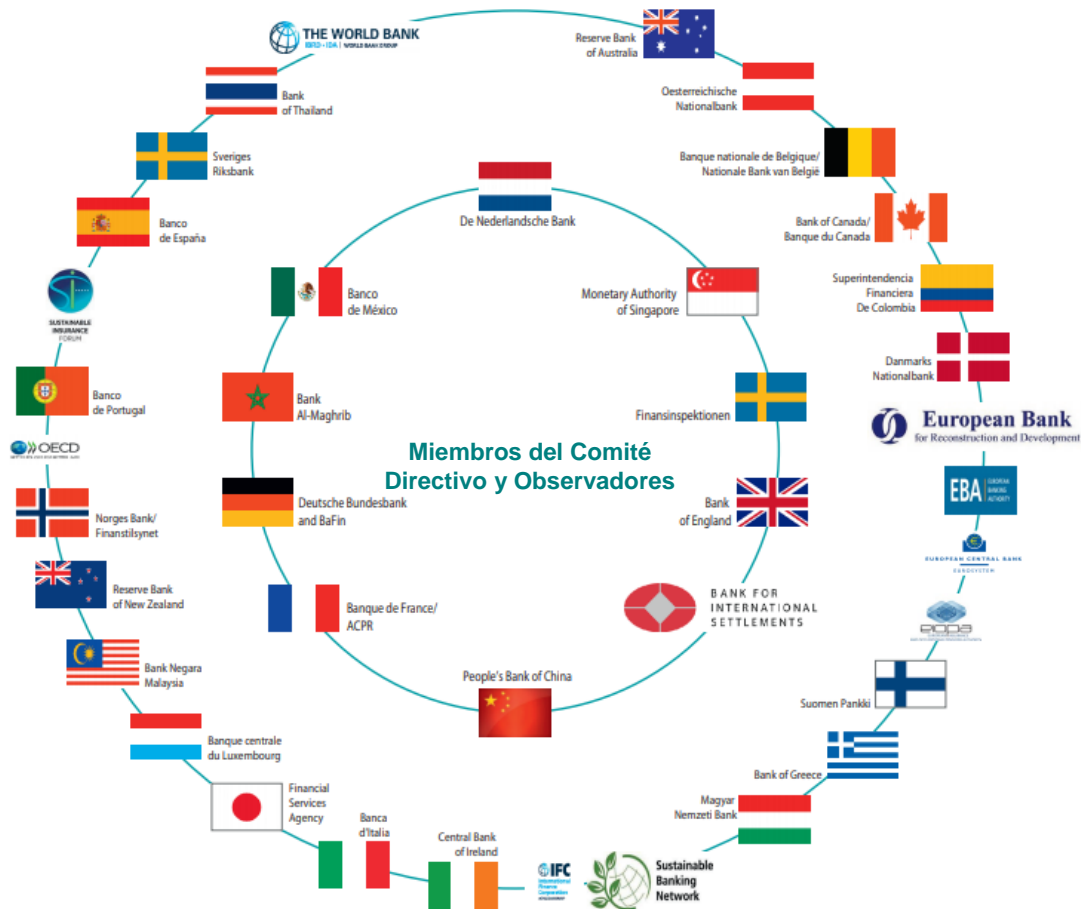 THE WORLD BANK
IBRD • IDA | WORLD BANK GROUP
Reserve Bank
of Australia
Oesterreichische
Nationalbank
Banque nationale de Belgique/
Nationale Bank van België
Bank of Canada/
Banque du Canada
Superintendencia
Financiera
De Colombia
Danmarks
Nationalbank
European Bank
for Reconstruction and Development
EBA
EUROPEAN
BANKING
AUTHORITY
EUROPEAN CENTRAL BANK
EUROSYSTEM
eiopa
Suomen Pankki
Bank of Greece
Magyar
Nemzeti Bank
Sustainable
Banking
Network
IFC
International
Finance
Corporation
Central Bank
of Ireland
Banca
d'Italia
Financial
Services
Agency
Banque centrale
du Luxembourg
Bank Negara
Malaysia
Reserve Bank
of New Zealand
Norges Bank/
Finanstilsynet
OECD
Banco
de Portugal
SUSTAINABLE
INSURANCE
FORUM
Banco
de España
Sveriges
Riksbank
Bank
of Thailand
De Nederlandsche Bank
Monetary Authority
of Singapore
Finansinspektionen
Bank
of England
BANK FOR
INTERNATIONAL
SETTLEMENTS
People's Bank of China
Banque de France/
ACPR
Deutsche Bundesbank
and BaFin
Bank
Al-Maghrib
Banco
de México
Miembros del Comité
Directivo y Observadores